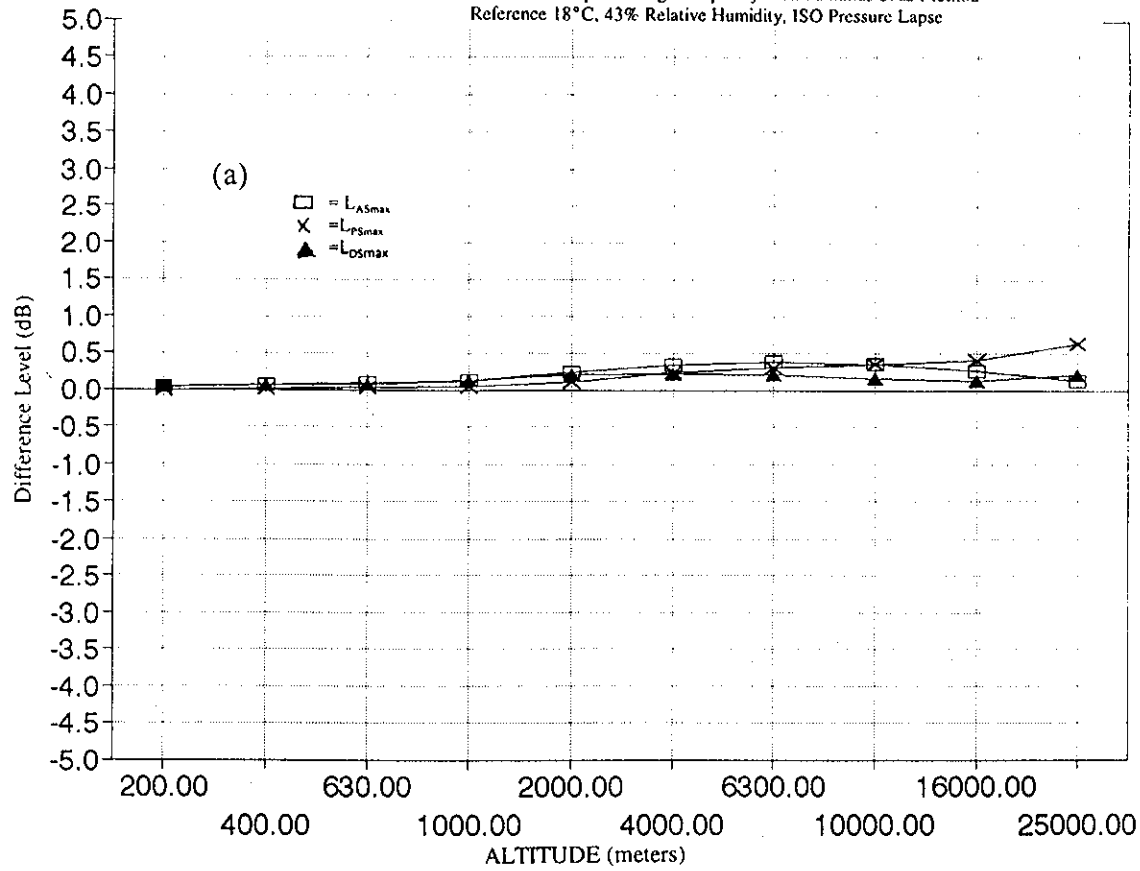 Reference 18°C, 43% Relative Humidity, ISO Pressure Lapse
5.0
4.5
4.0
3.5
3.0
2.5
2.0
1.5
1.0
0.5
0.0
-0.5
-1.0
-1.5
-2.0
-2.5
-3.0
-3.5
-4.0
-4.5
-5.0
Difference Level (dB)
(a)
= LASmax
=LPSmax
=LDSmax
200.00 630.00 2000.00 6300.00 16000.00
400.00 1000.00 4000.00 10000.00 25000.00
ALTITUDE (meters)